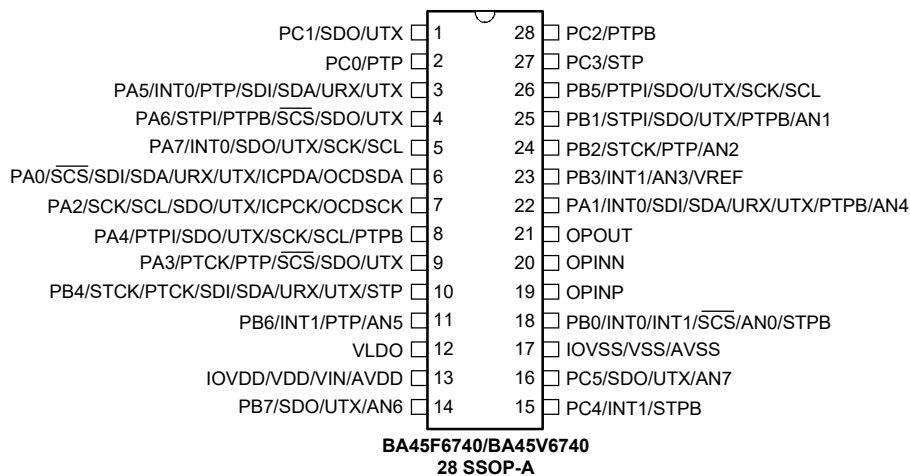 PC1/SDO/UTX 1 28 PC2/PTPB
PC0/PTP 2 27 PC3/STP
PA5/INT0/PTP/SDI/SDA/URX/UTX 3 26 PB5/PTPI/SDO/UTX/SCK/SCL
PA6/STPI/PTPB/S̅C̅S̅/SDO/UTX 4 25 PB1/STPI/SDO/UTX/PTPB/AN1
PA7/INT0/SDO/UTX/SCK/SCL 5 24 PB2/STCK/PTP/AN2
PA0/S̅C̅S̅/SDI/SDA/URX/UTX/ICPDA/OCDSDA 6 23 PB3/INT1/AN3/VREF
PA2/SCK/SCL/SDO/UTX/ICPCK/OCDSCK 7 22 PA1/INT0/SDI/SDA/URX/UTX/PTPB/AN4
PA4/PTPI/SDO/UTX/SCK/SCL/PTPB 8 21 OPOUT
PA3/PTCK/PTP/S̅C̅S̅/SDO/UTX 9 20 OPINN
PB4/STCK/PTCK/SDI/SDA/URX/UTX/STP 10 19 OPINP
PB6/INT1/PTP/AN5 11 18 PB0/INT0/INT1/S̅C̅S̅/AN0/STPB
VLDO 12 17 IOVSS/VSS/AVSS
IOVDD/VDD/VIN/AVDD 13 16 PC5/SDO/UTX/AN7
PB7/SDO/UTX/AN6 14 15 PC4/INT1/STPB
BA45F6740/BA45V6740
28 SSOP-A